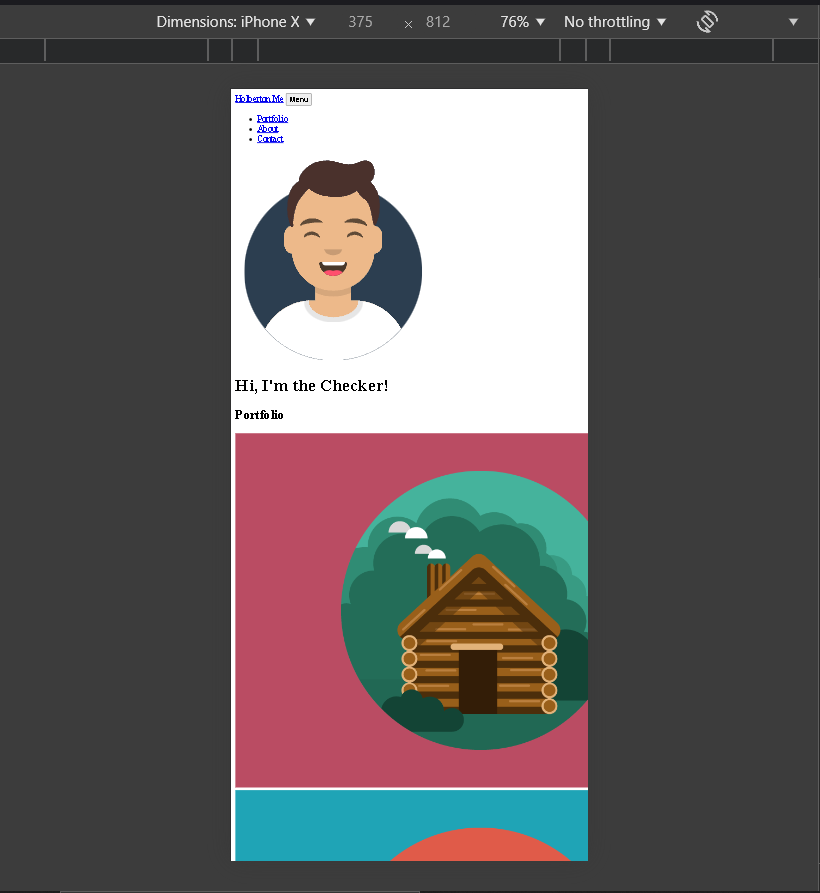 Dimensions: iPhone X ▼ 375 × 812 76% ▼ No throttling ▼
Holberton Me Menu
Portfolio
About
Contact
Hi, I'm the Checker!
Portfolio